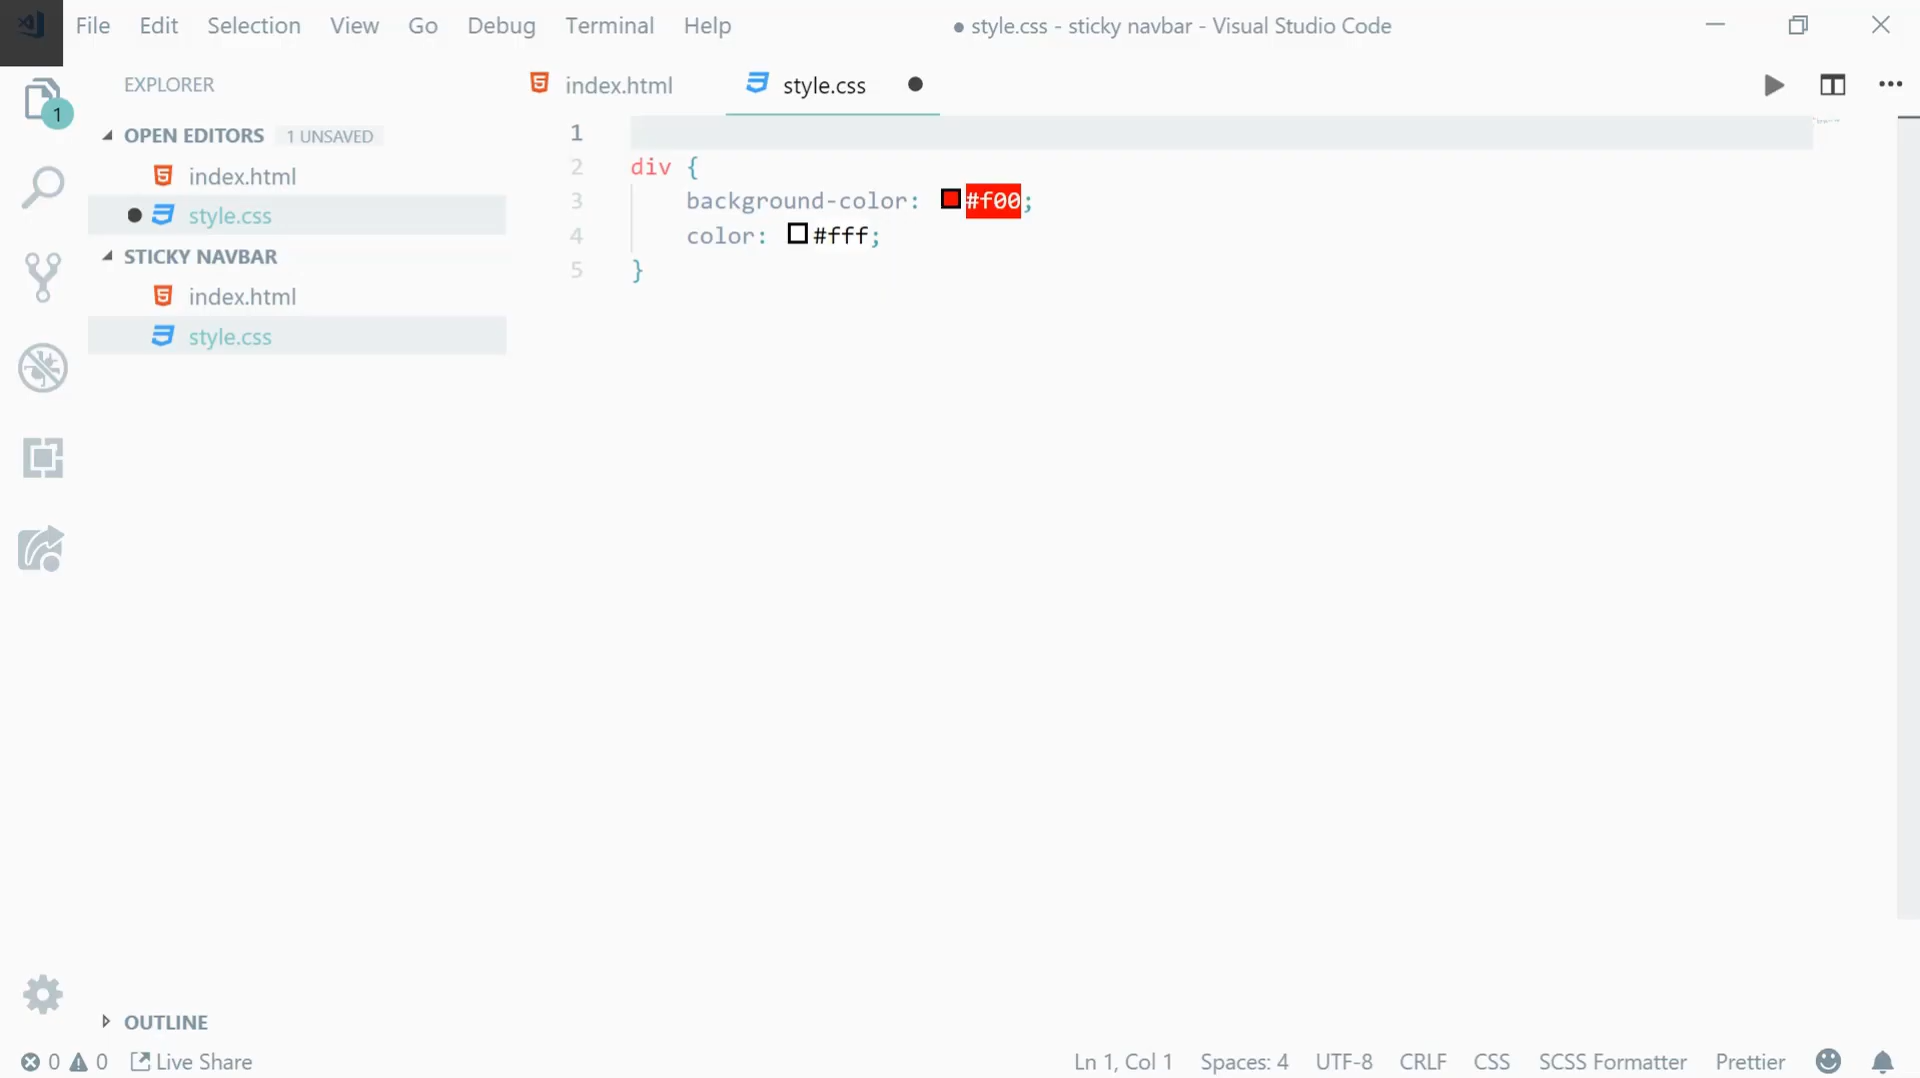 File Edit Selection View Go Debug Terminal Help
● style.css - sticky navbar - Visual Studio Code
EXPLORER
1
OPEN EDITORS 1 UNSAVED
index.html
style.css
STICKY NAVBAR
index.html
style.css
OUTLINE
index.html style.css
1
2 div {
3 background-color: #f00;
4 color: #fff;
5 }
0 0 Live Share
Ln 1, Col 1 Spaces: 4 UTF-8 CRLF CSS SCSS Formatter Prettier